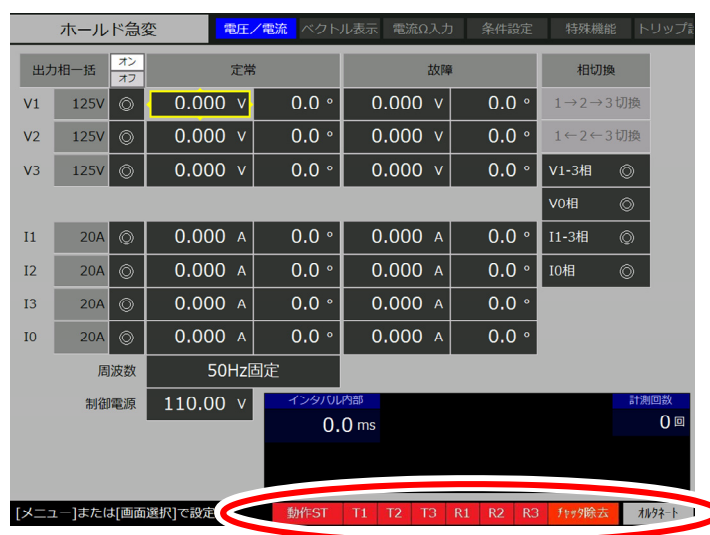 ホールド急変 電圧／電流 ベクトル表示 電流Ω入力 条件設定 特殊機能 トリップ
出力相一括 オン 定常 故障 相切換
オフ
V1 125V ◎ 0.000 V 0.0 ° 0.000 V 0.0 ° 1→2→3切換
V2 125V ◎ 0.000 V 0.0 ° 0.000 V 0.0 ° 1←2←3切換
V3 125V ◎ 0.000 V 0.0 ° 0.000 V 0.0 ° V1-3相 ◎
V0相 ◎
I1 20A ◎ 0.000 A 0.0 ° 0.000 A 0.0 ° I1-3相 ◎
I2 20A ◎ 0.000 A 0.0 ° 0.000 A 0.0 ° I0相 ◎
I3 20A ◎ 0.000 A 0.0 ° 0.000 A 0.0 °
I0 20A ◎ 0.000 A 0.0 ° 0.000 A 0.0 °
周波数 50Hz固定
制御電源 110.00 V インタバル内部 計測回数
0.0 ms 0 回
[メニュー]または[画面選択]で設定 動作ST T1 T2 T3 R1 R2 R3 ﾁｬｯﾀ除去 ｵﾙﾀﾈｰﾄ